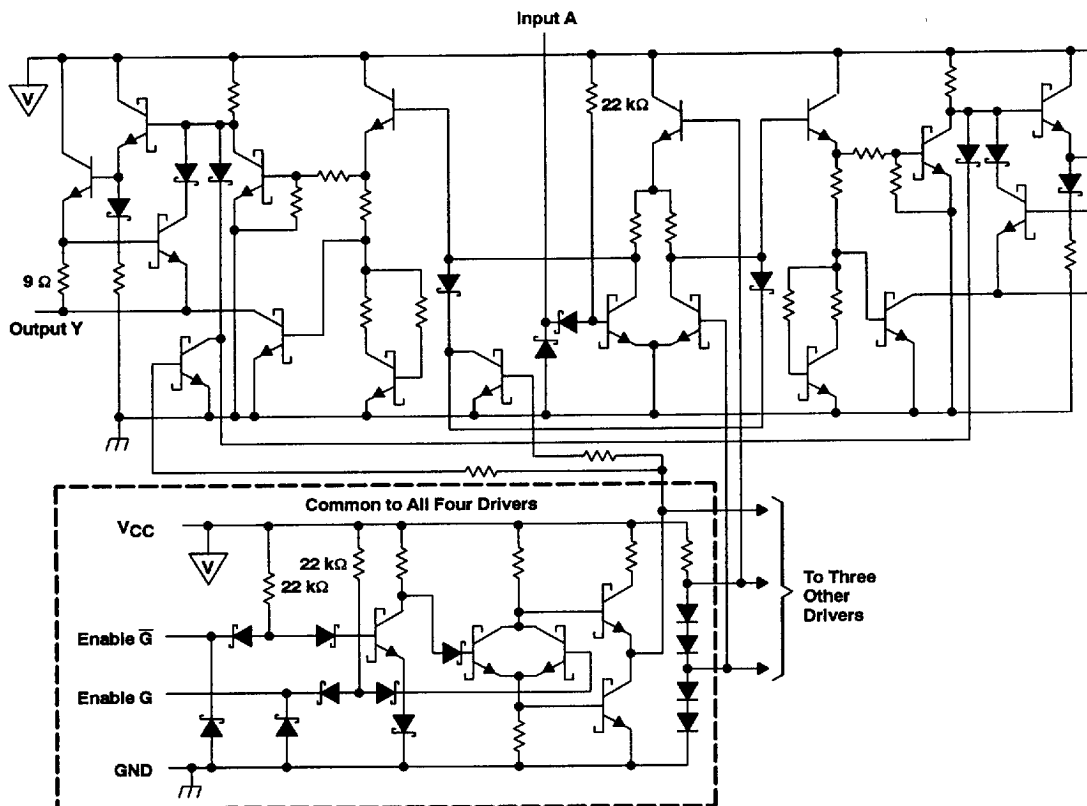 Input A
V
22 kΩ
9 Ω
Output Y
Common to All Four Drivers
VCC
V
22 kΩ
22 kΩ
To Three
Other
Drivers
Enable G̅
Enable G
GND